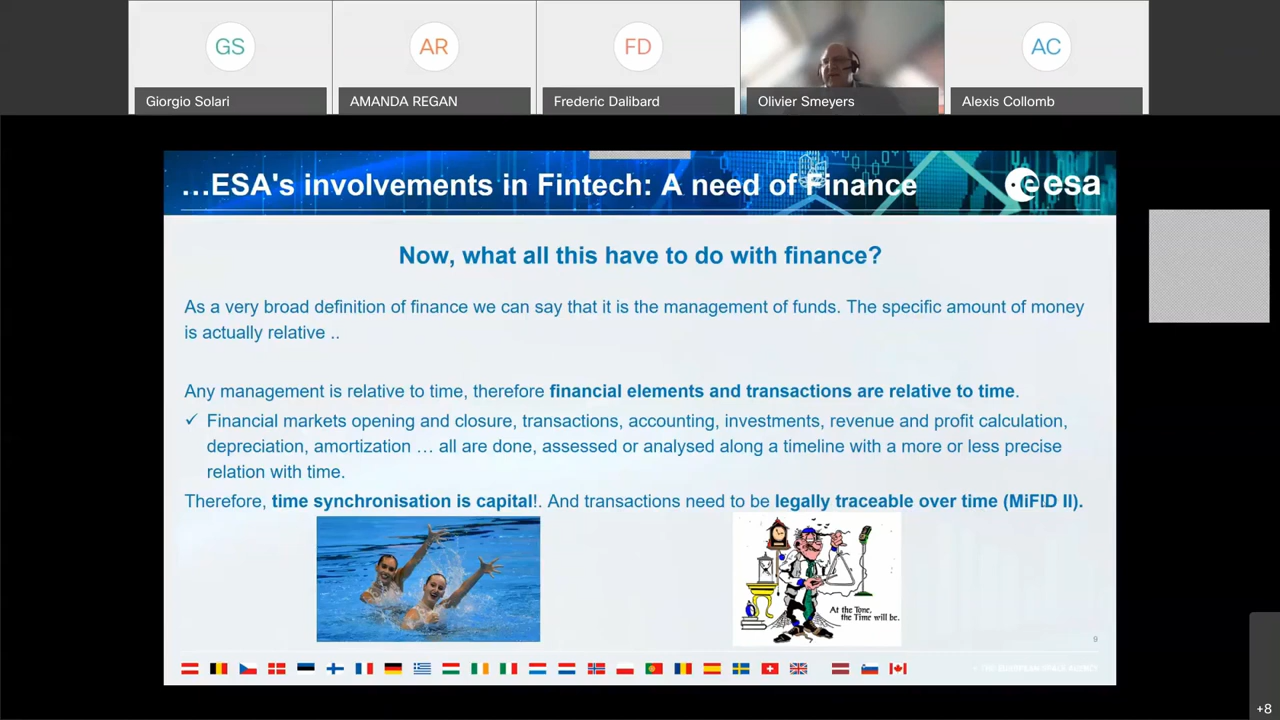 GS
AR
FD
AC
Giorgio Solari
AMANDA REGAN
Frederic Dalibard
Olivier Smeyers
Alexis Collomb
...ESA's involvements in Fintech: A need of Finance
esa
Now, what all this have to do with finance?
As a very broad definition of finance we can say that it is the management of funds. The specific amount of money
is actually relative ..
Any management is relative to time, therefore financial elements and transactions are relative to time.
✓ Financial markets opening and closure, transactions, accounting, investments, revenue and profit calculation,
depreciation, amortization … all are done, assessed or analysed along a timeline with a more or less precise
relation with time.
Therefore, time synchronisation is capital!. And transactions need to be legally traceable over time (MiFID II).
At the Tone,
the Time will be.
9
THE EUROPEAN SPACE AGENCY
+8